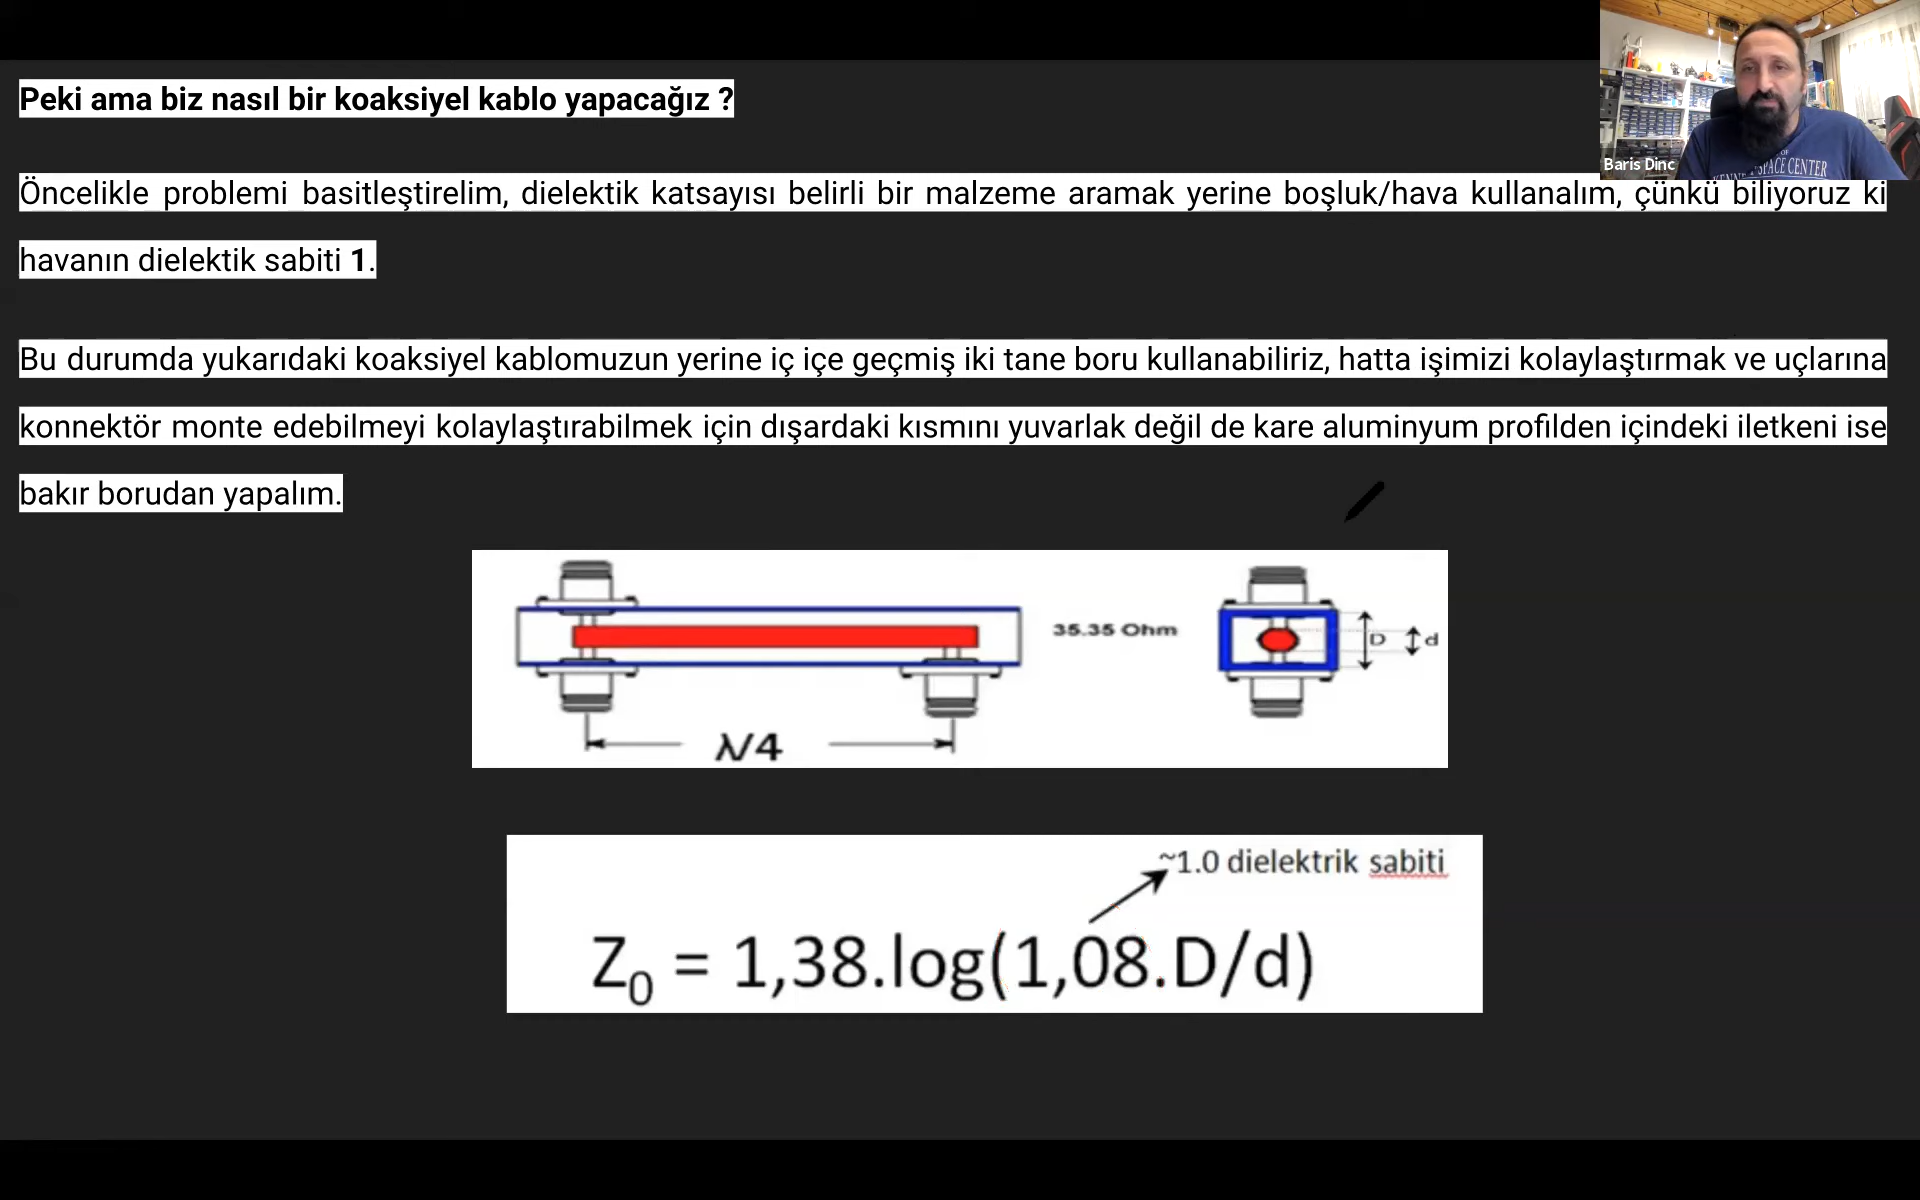 Peki ama biz nasıl bir koaksiyel kablo yapacağız ?
Baris Dinc
OF
SPACE CENTER
Öncelikle problemi basitleştirelim, dielektik katsayısı belirli bir malzeme aramak yerine boşluk/hava kullanalım, çünkü biliyoruz ki
havanın dielektik sabiti 1.
Bu durumda yukarıdaki koaksiyel kablomuzun yerine iç içe geçmiş iki tane boru kullanabiliriz, hatta işimizi kolaylaştırmak ve uçlarına
konnektör monte edebilmeyi kolaylaştırabilmek için dışardaki kısmını yuvarlak değil de kare aluminyum profilden içindeki iletkeni ise
bakır borudan yapalım.
35.35 Ohm
D
d
λ/4
~1.0 dielektrik sabiti
Z₀ = 1,38.log(1,08.D/d)